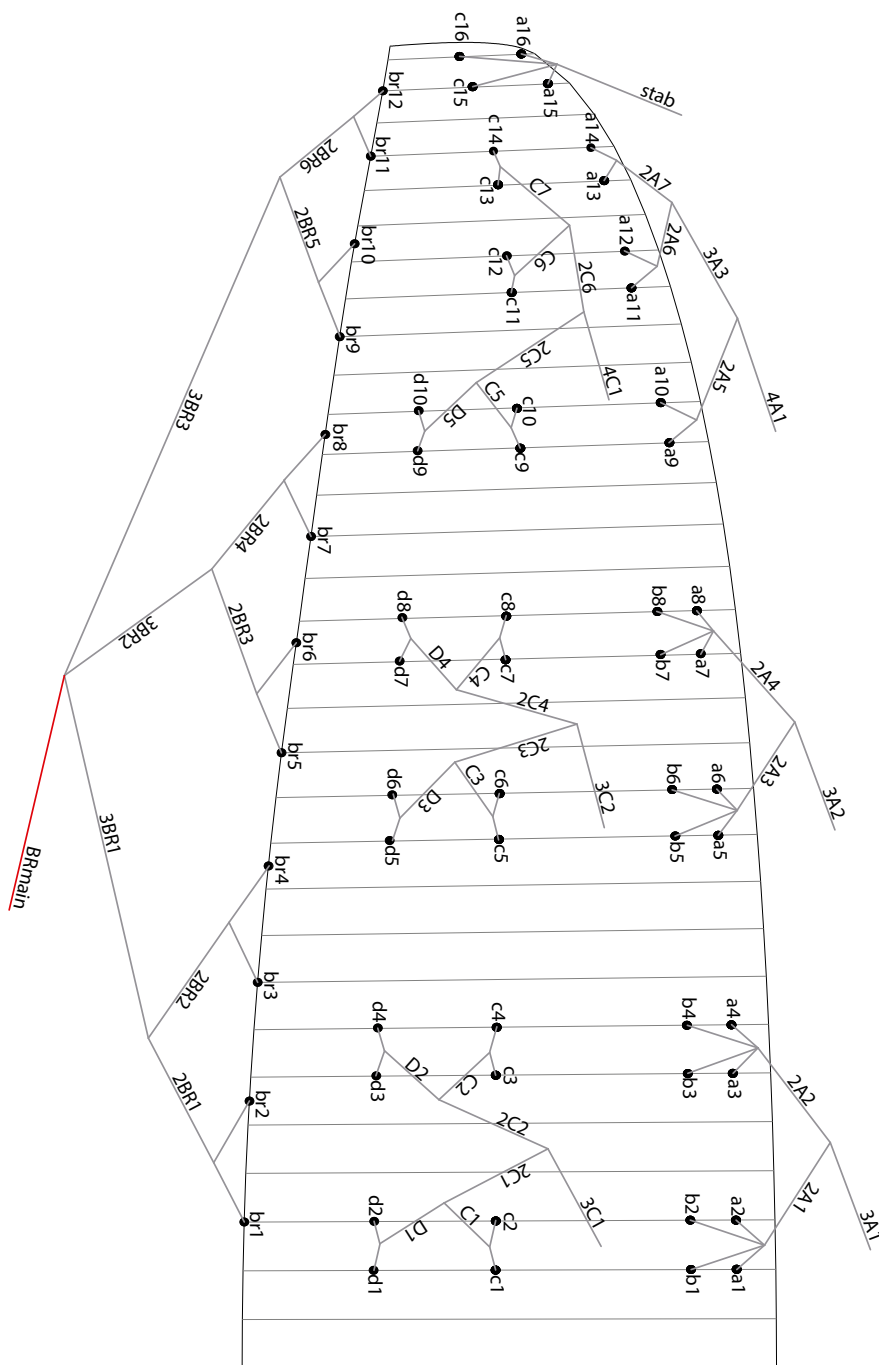 c16
a16
br12
c15
a15
stab
c14
a14
br11
2BR6
c13
C7
a13
2A7
2BR5
br10
c12
C6
2C6
a12
2A6
3A3
c11
a11
br9
2C5
4C1
d10
D5
C5
c10
a10
2A5
4A1
3BR3
br8
d9
c9
a9
2BR4
br7
d8
c8
b8
a8
3BR2
2BR3
br6
d7
D4
C4
c7
b7
a7
2A4
2C4
br5
2C3
d6
D3
C3
c6
3C2
b6
a6
2A3
3A2
3BR1
d5
c5
b5
a5
BRmain
br4
2BR2
br3
d4
c4
b4
a4
D2
C2
d3
c3
b3
a3
2A2
2BR1
br2
2C2
2C1
br1
d2
D1
C1
c2
3C1
b2
a2
2A1
3A1
d1
c1
b1
a1